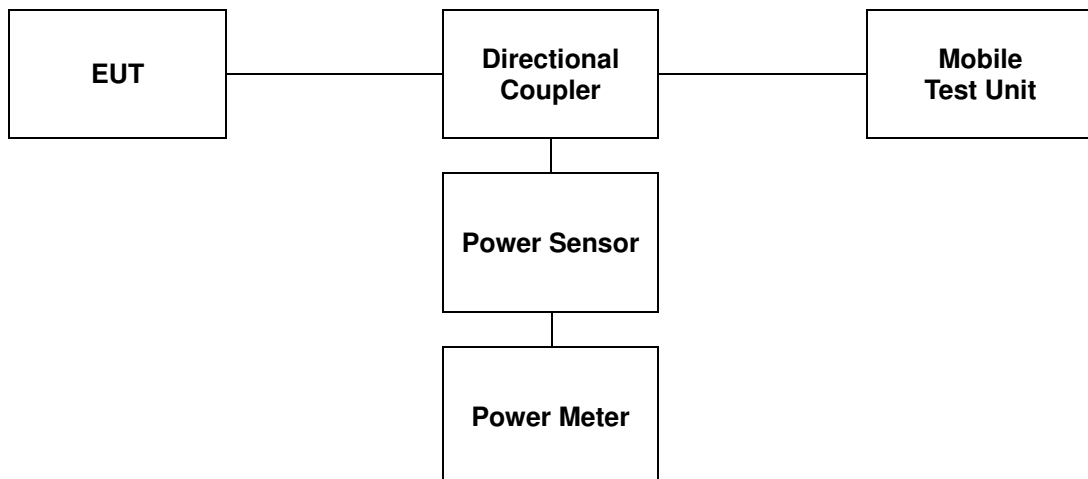 EUT
Directional
Coupler
Mobile
Test Unit
Power Sensor
Power Meter